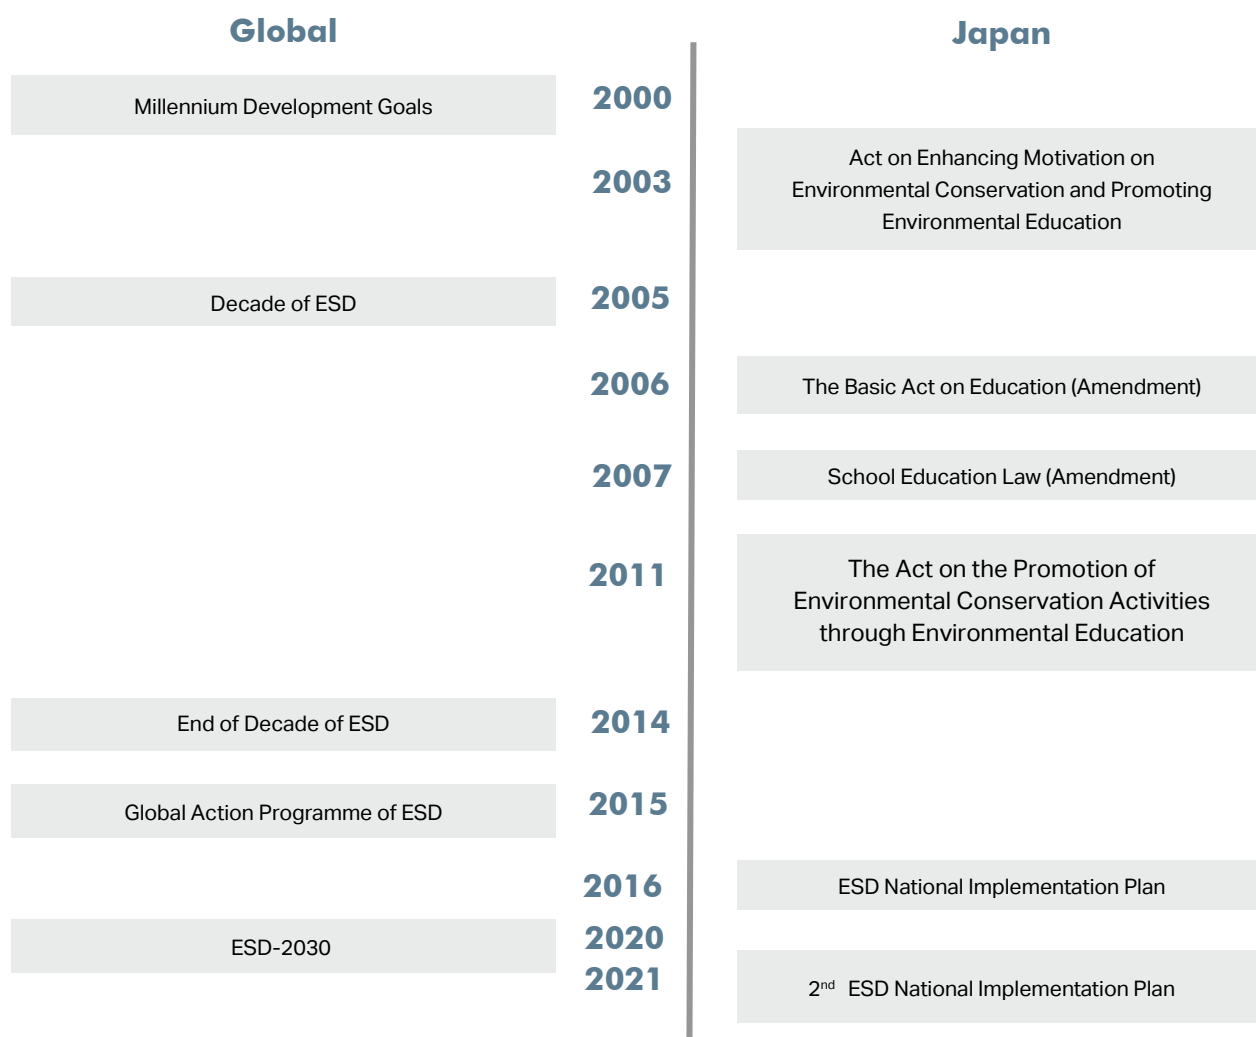 Global
Japan
Millennium Development Goals
2000
2003
Act on Enhancing Motivation on
Environmental Conservation and Promoting
Environmental Education
Decade of ESD
2005
2006
The Basic Act on Education (Amendment)
2007
School Education Law (Amendment)
2011
The Act on the Promotion of
Environmental Conservation Activities
through Environmental Education
End of Decade of ESD
2014
Global Action Programme of ESD
2015
2016
ESD National Implementation Plan
ESD-2030
2020
2021
2nd ESD National Implementation Plan